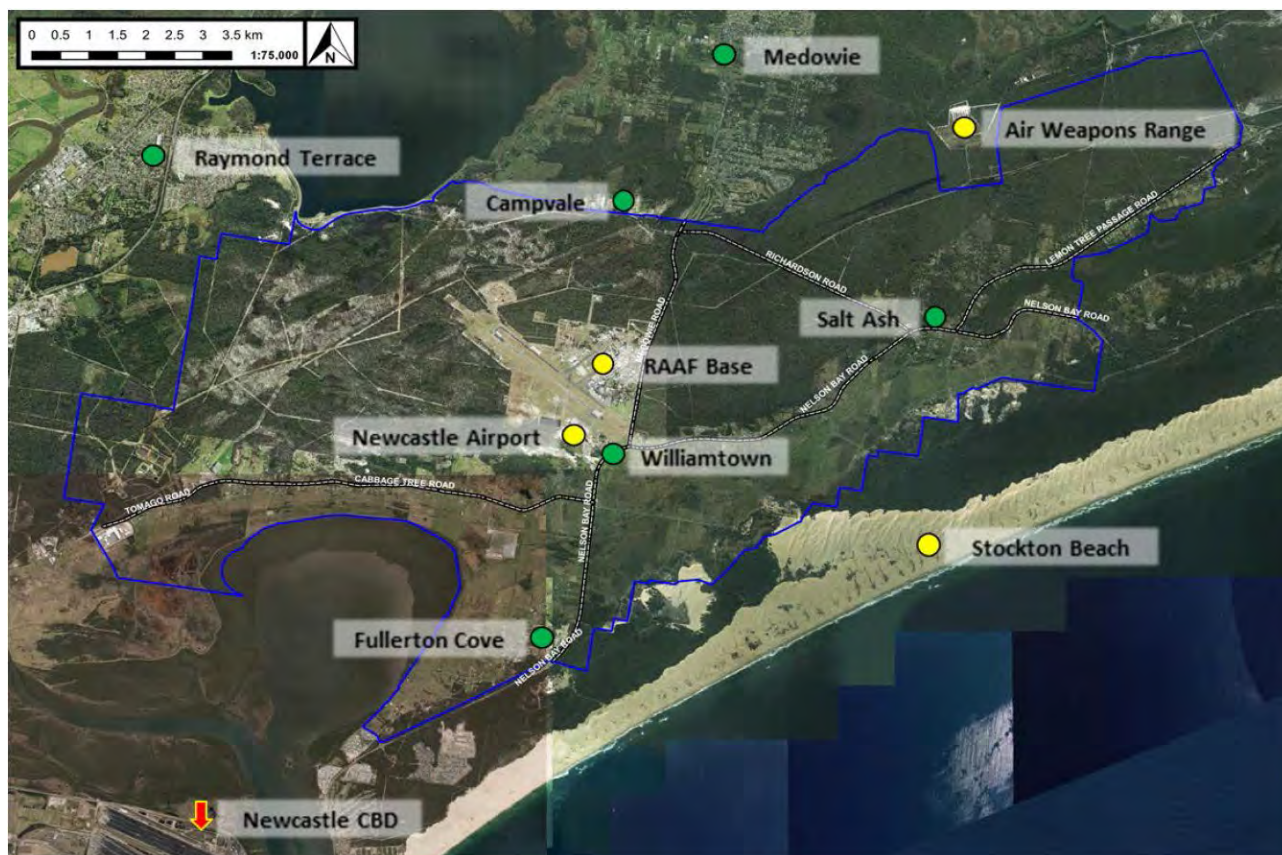 0 0.5 1 1.5 2 2.5 3 3.5 km
1:75,000
N
Medowie
Air Weapons Range
Raymond Terrace
Campvale
LEMON TREE PASSAGE ROAD
RICHARDSON ROAD
NELSON BAY ROAD
Salt Ash
ROAD
RAAF Base
NELSON BAY ROAD
Newcastle Airport
Williamtown
CABBAGE TREE ROAD
TOMAGO ROAD
NELSON BAY ROAD
Stockton Beach
Fullerton Cove
NELSON BAY ROAD
Newcastle CBD